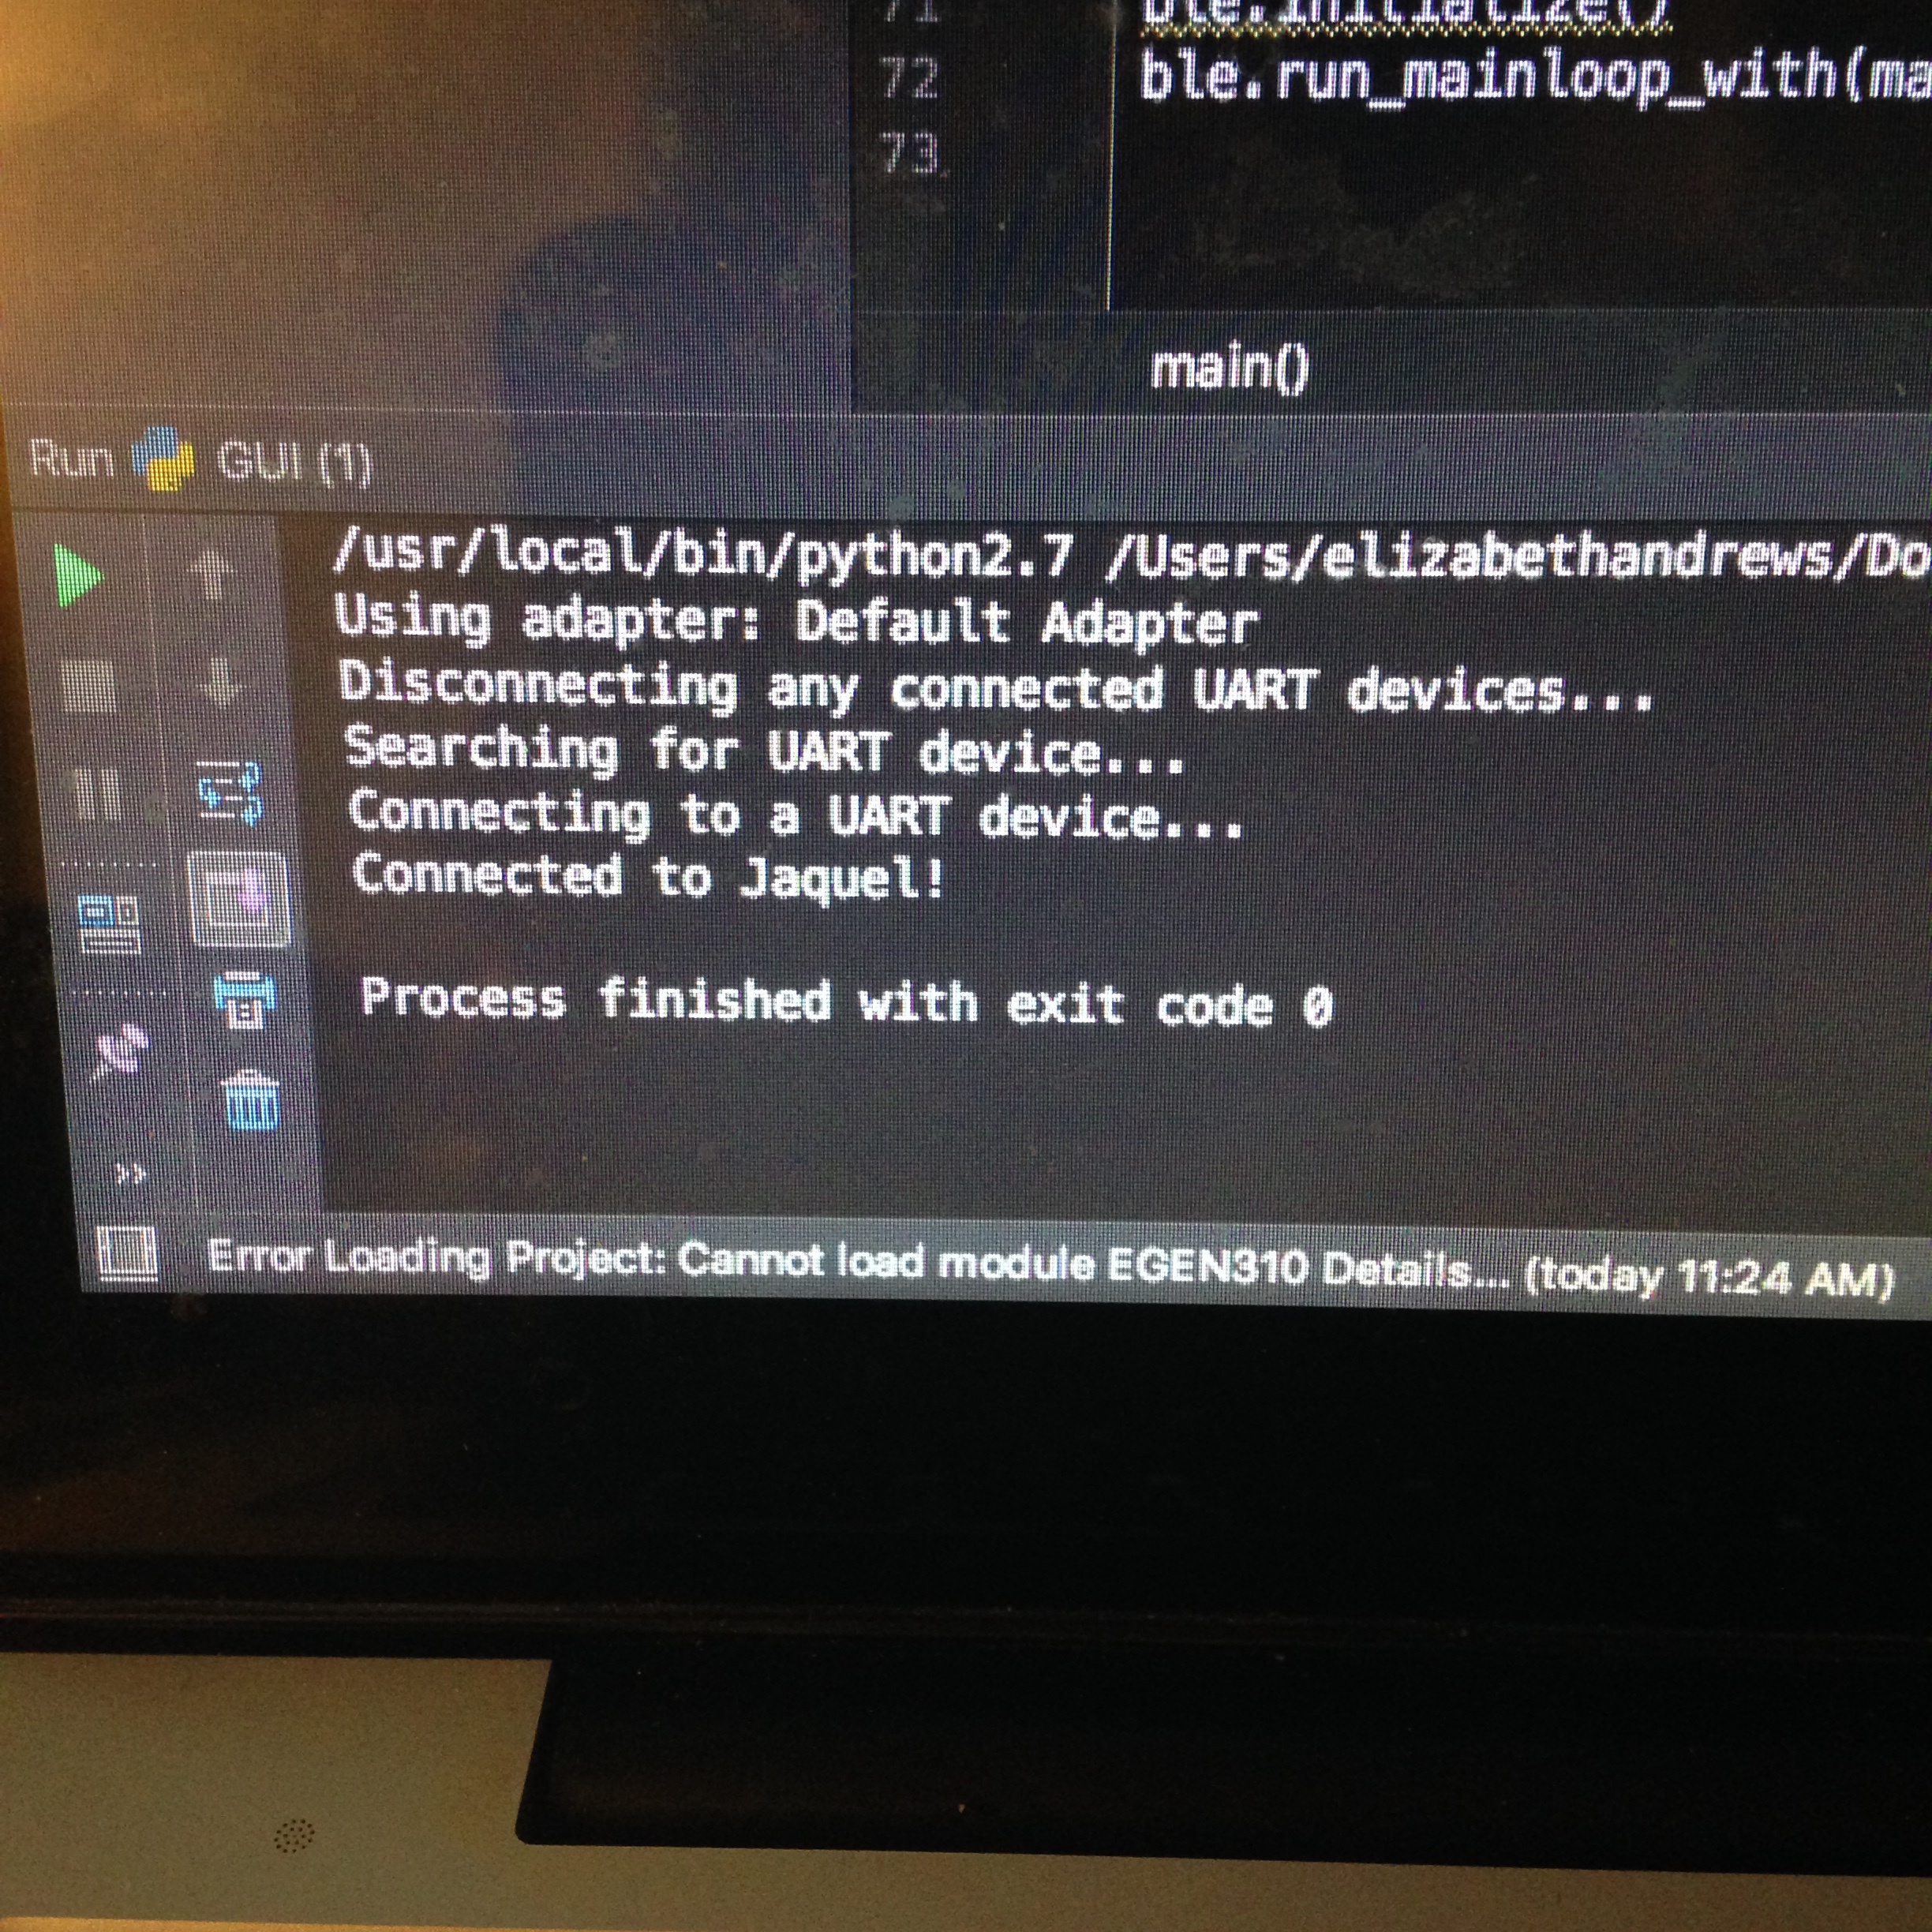 71 ble.initialize()
72 ble.run_mainloop_with(ma
73
main()
Run GUI (1)
/usr/local/bin/python2.7 /Users/elizabethandrews/Do
Using adapter: Default Adapter
Disconnecting any connected UART devices...
Searching for UART device...
Connecting to a UART device...
Connected to Jaquel!
Process finished with exit code 0
Error Loading Project: Cannot load module EGEN310 Details... (today 11:24 AM)